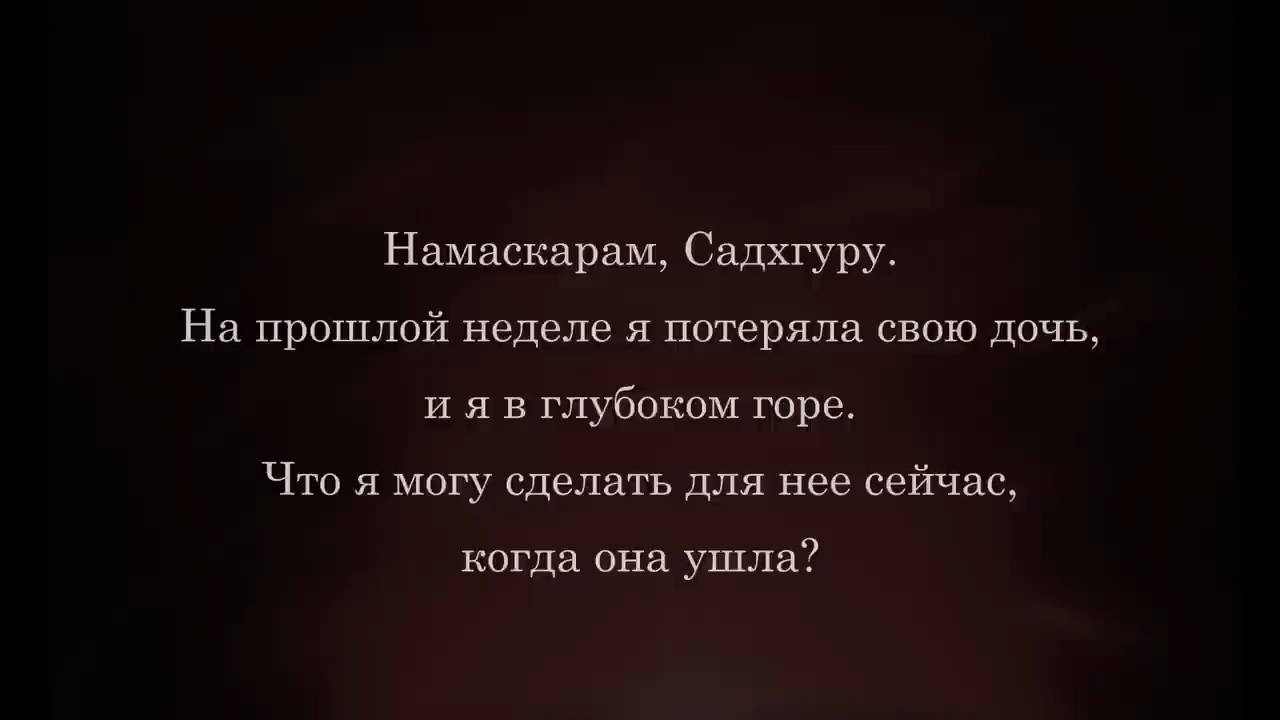 Намаскарам, Садхгуру.
На прошлой неделе я потеряла свою дочь,
и я в глубоком горе.
Что я могу сделать для нее сейчас,
когда она ушла?